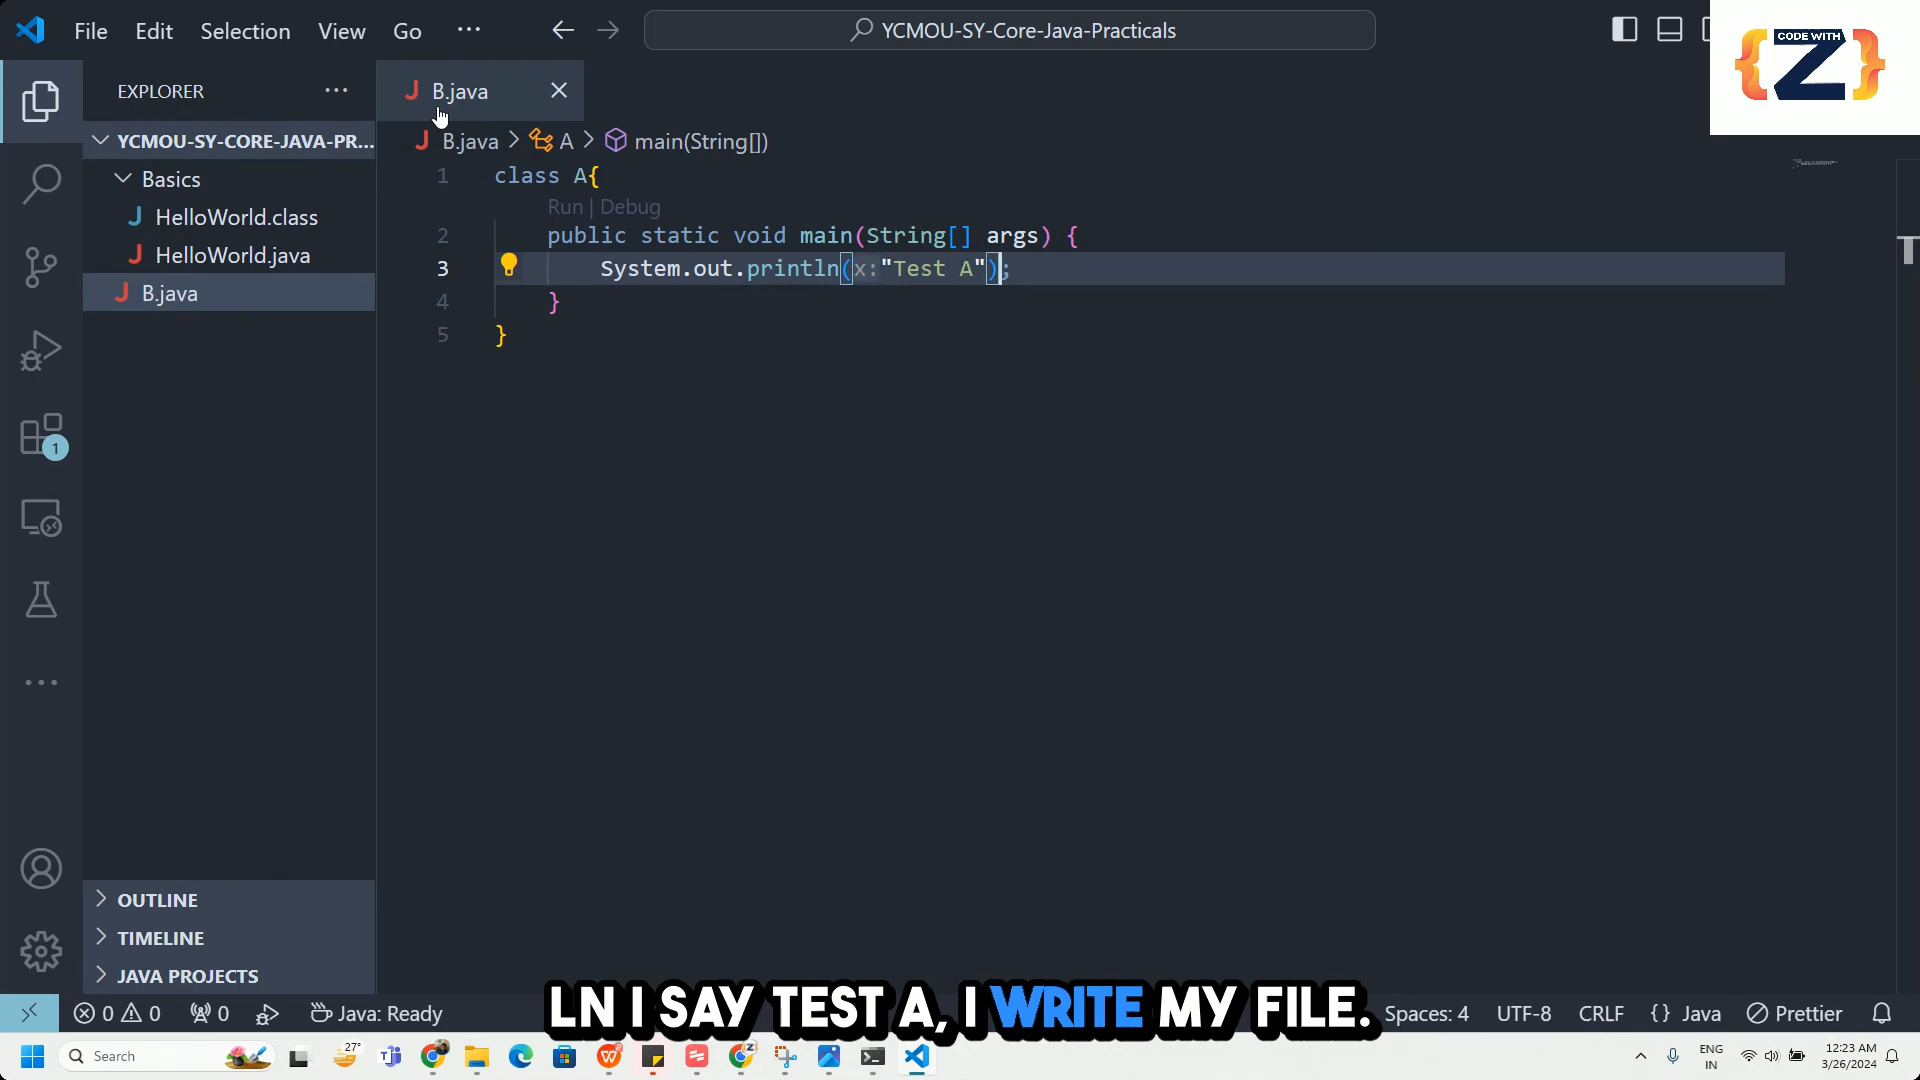 File Edit Selection View Go ··· YCMOU-SY-Core-Java-Practicals
CODE WITH
Z
EXPLORER ···
B.java
YCMOU-SY-CORE-JAVA-PR...
B.java > A > main(String[])
Basics
HelloWorld.class
HelloWorld.java
B.java
1 class A{
Run | Debug
2 public static void main(String[] args) {
3 System.out.println(x:"Test A");
4 }
5 }
1
OUTLINE
TIMELINE
JAVA PROJECTS
LN I SAY TEST A, I WRITE MY FILE.
0 0 0 Java: Ready Spaces: 4 UTF-8 CRLF {} Java Prettier
Search 27° ENG IN 12:23 AM
3/26/2024